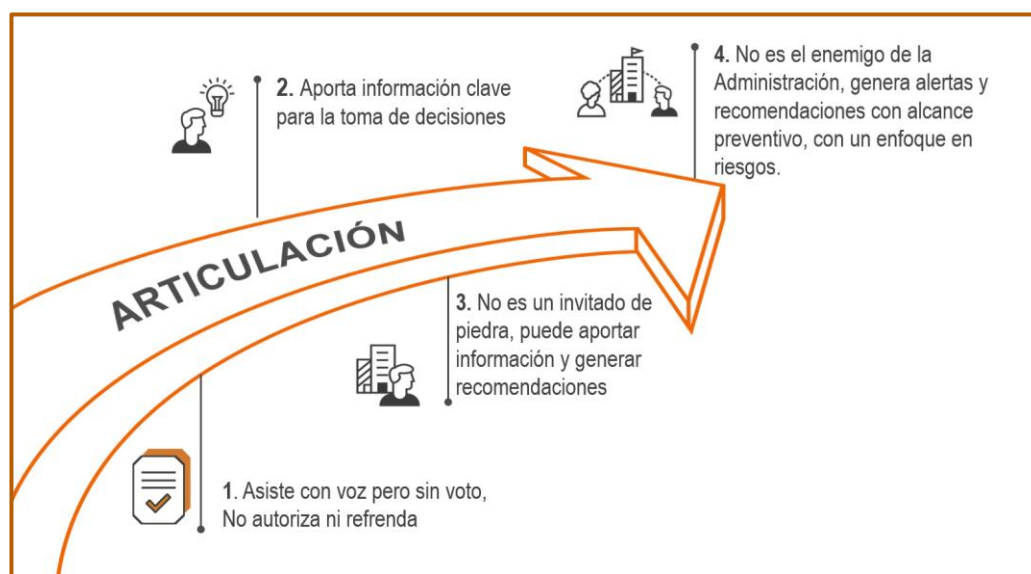 ARTICULACIÓN
1. Asiste con voz pero sin voto,
No autoriza ni refrenda
2. Aporta información clave
para la toma de decisiones
3. No es un invitado de
piedra, puede aportar
información y generar
recomendaciones
4. No es el enemigo de la
Administración, genera alertas y
recomendaciones con alcance
preventivo, con un enfoque en
riesgos.